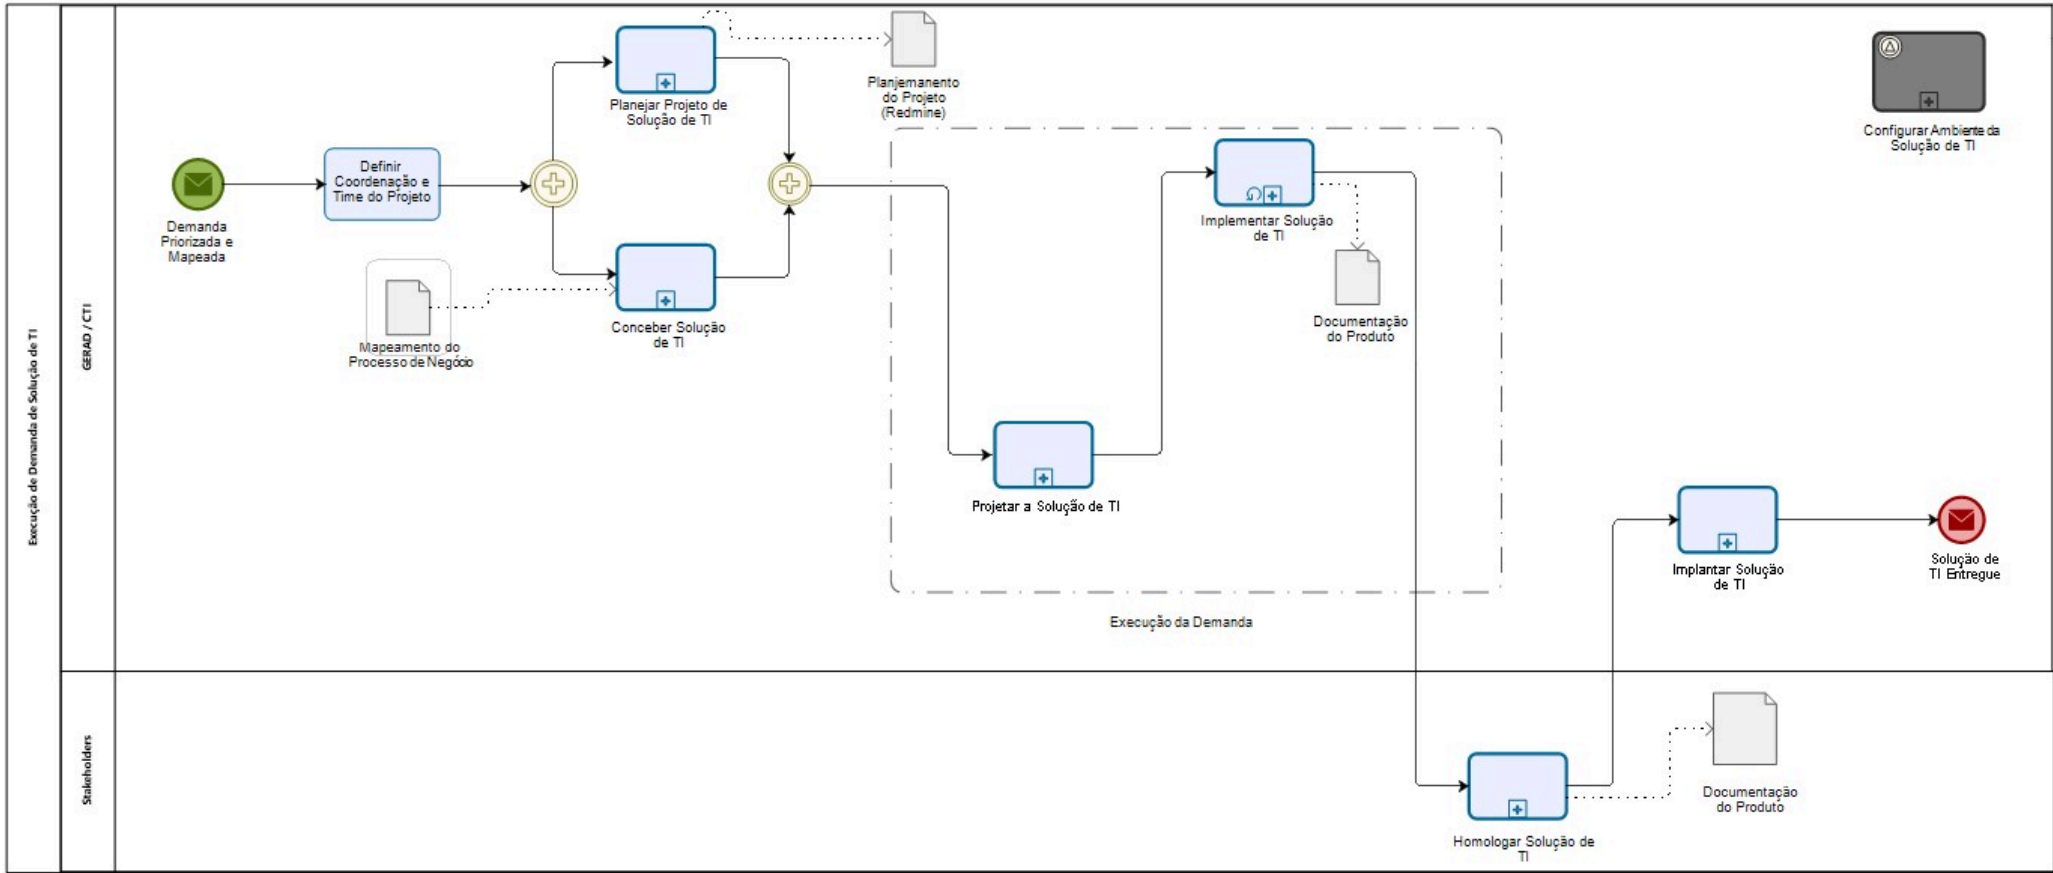 Execução de Demanda de Solução de TI
GERAD / CTI
Stakeholders
Demanda
Priorizada e
Mapeada
Definir
Coordenação e
Time do Projeto
Mapeamento do
Processo de Negócio
Planejar Projeto de
Solução de TI
Conceber Solução
de TI
Planjemanento
do Projeto
(Redmine)
Projetar a Solução de TI
Implementar Solução
de TI
Documentação
do Produto
Execução da Demanda
Configurar Ambiente da
Solução de TI
Homologar Solução de
TI
Documentação
do Produto
Implantar Solução
de TI
Solução de
TI Entregue